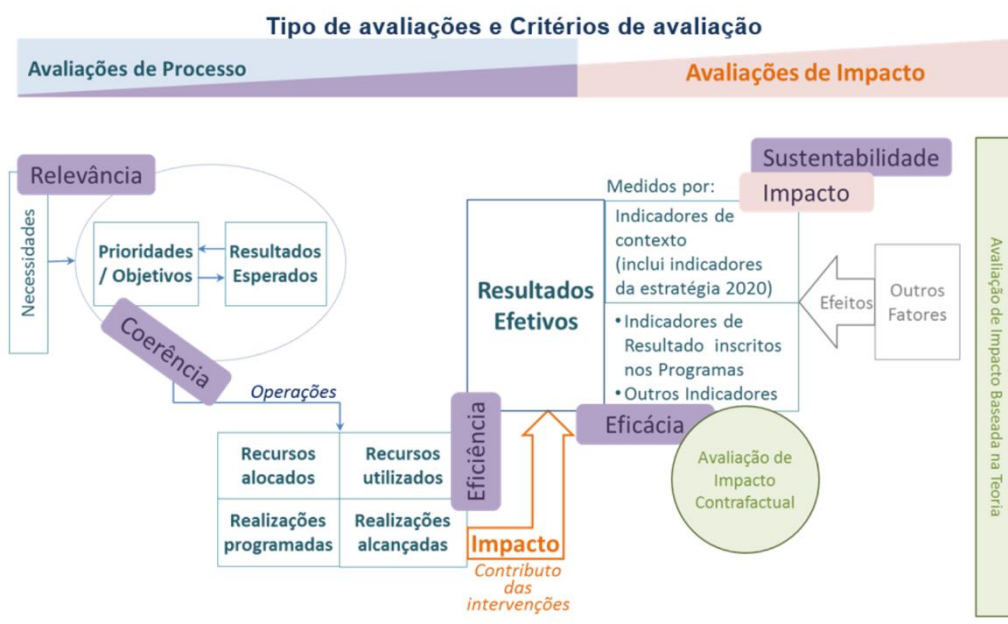 Tipo de avaliações e Critérios de avaliação
Avaliações de Processo
Avaliações de Impacto
Relevância
Necessidades
Prioridades
/ Objetivos
Resultados
Esperados
Coerência
Operações
Recursos
alocados
Recursos
utilizados
Realizações
programadas
Realizações
alcançadas
Eficiência
Impacto
Contributo
das
intervenções
Resultados
Efetivos
Medidos por:
Indicadores de
contexto
(inclui indicadores
da estratégia 2020)
•Indicadores de
Resultado inscritos
nos Programas
•Outros Indicadores
Eficácia
Sustentabilidade
Impacto
Efeitos
Outros
Fatores
Avaliação de
Impacto
Contrafactual
Avaliação de Impacto Baseada na Teoria